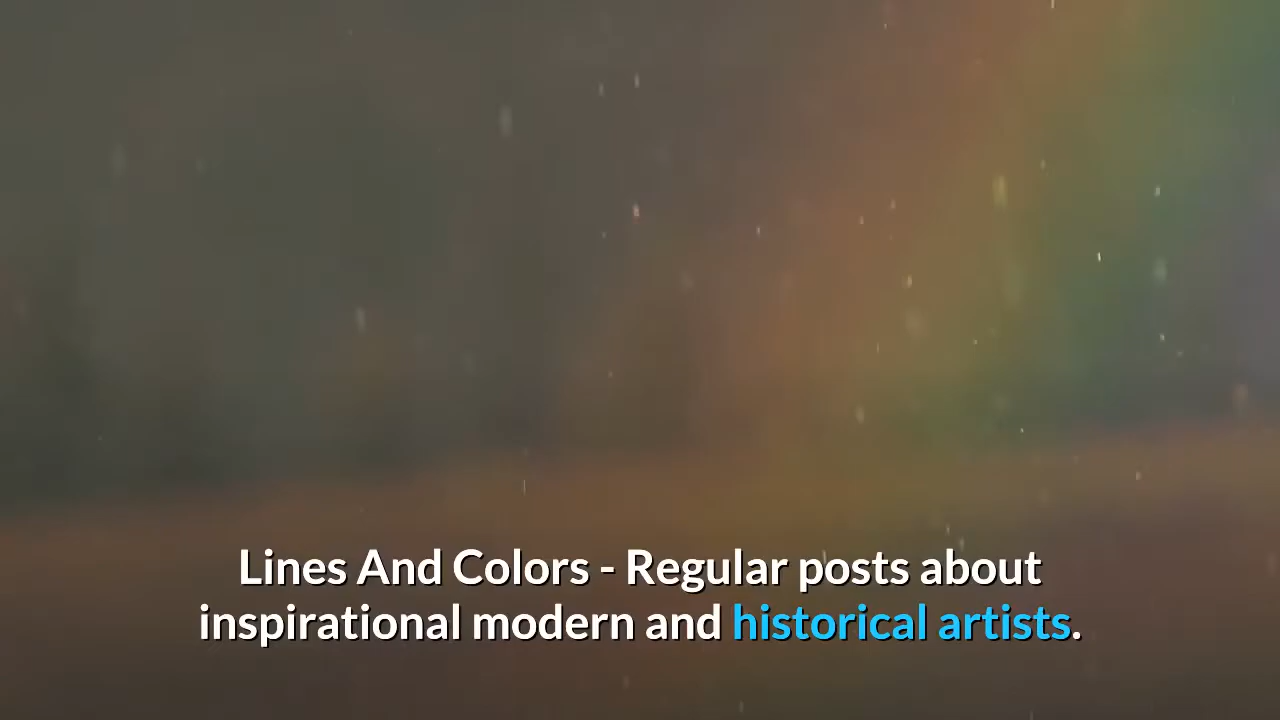 Lines And Colors - Regular posts about
inspirational modern and historical artists.